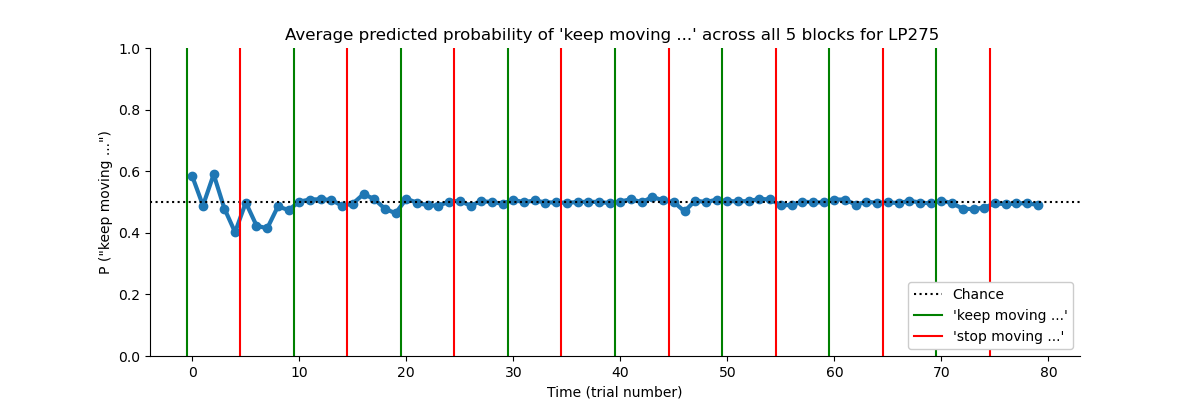 Average predicted probability of 'keep moving ...' across all 5 blocks for LP275
1.0
0.8
0.6
0.4
0.2
0.0
P ("keep moving ...")
0 10 20 30 40 50 60 70 80
Time (trial number)
Chance
'keep moving ...'
'stop moving ...'